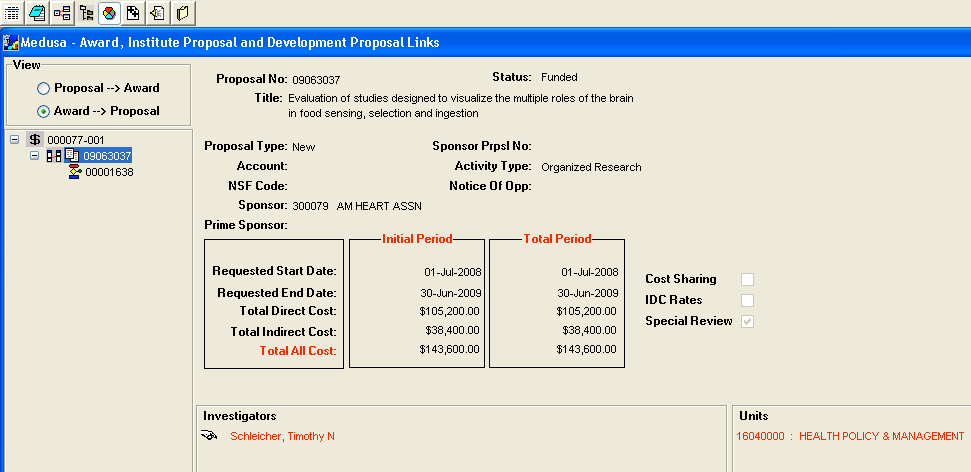 Medusa - Award, Institute Proposal and Development Proposal Links
View
Proposal --> Award
Award --> Proposal
000077-001
09063037
00001638
Proposal No: 09063037 Status: Funded
Title: Evaluation of studies designed to visualize the multiple roles of the brain
in food sensing, selection and ingestion
Proposal Type: New Sponsor Prpsl No:
Account: Activity Type: Organized Research
NSF Code: Notice Of Opp:
Sponsor: 300079 AM HEART ASSN
Prime Sponsor:
Initial Period Total Period
Requested Start Date: 01-Jul-2008 01-Jul-2008
Requested End Date: 30-Jun-2009 30-Jun-2009
Total Direct Cost: $105,200.00 $105,200.00
Total Indirect Cost: $38,400.00 $38,400.00
Total All Cost: $143,600.00 $143,600.00
Cost Sharing
IDC Rates
Special Review
Investigators
Schleicher, Timothy N
Units
16040000 : HEALTH POLICY & MANAGEMENT